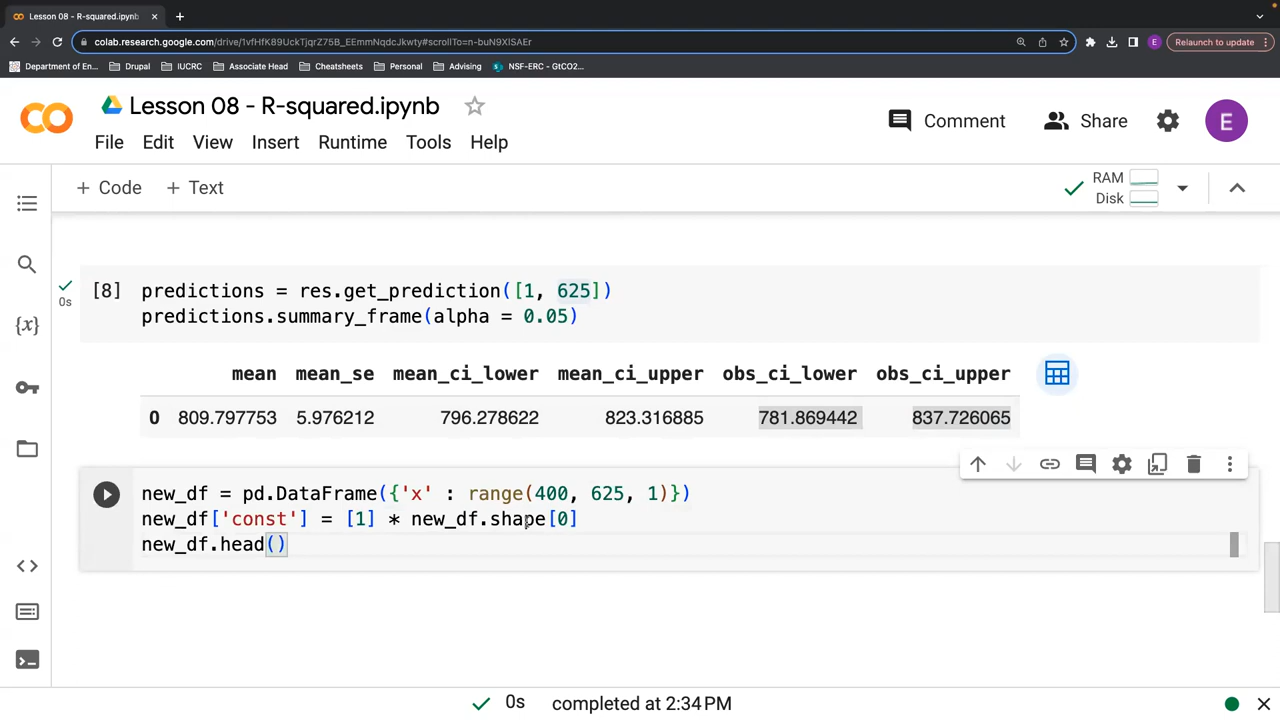 Lesson 08 - R-squared.ipynb
colab.research.google.com/drive/1vfHfK89UckTjqrZ75B_EEmmNqdcJkwty#scrollTo=n-buN9XlSAEr
Relaunch to update
Department of En...
Drupal
IUCRC
Associate Head
Cheatsheets
Personal
Advising
NSF-ERC - GtCO2...
Lesson 08 - R-squared.ipynb
File Edit View Insert Runtime Tools Help
Comment
Share
E
+ Code + Text
RAM
Disk
[8] predictions = res.get_prediction([1, 625])
0s
predictions.summary_frame(alpha = 0.05)
mean mean_se mean_ci_lower mean_ci_upper obs_ci_lower obs_ci_upper
0 809.797753 5.976212 796.278622 823.316885 781.869442 837.726065
new_df = pd.DataFrame({'x' : range(400, 625, 1)})
new_df['const'] = [1] * new_df.shape[0]
new_df.head()
0s completed at 2:34 PM